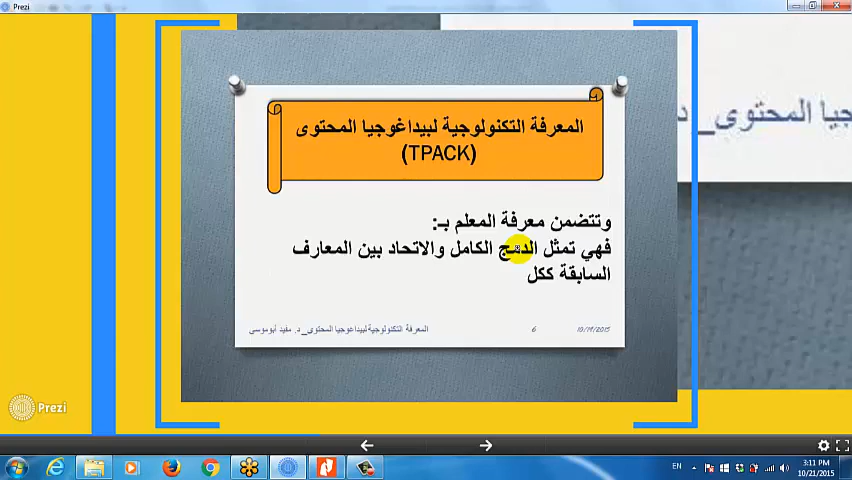 Prezi
المعرفة التكنولوجية لبيداغوجيا المحتوى
(TPACK)
وتتضمن معرفة المعلم بـ:
فهي تمثل الدمج الكامل والاتحاد بين المعارف
السابقة ككل
10/19/2015
6
المعرفة التكنولوجية لبيداغوجيا المحتوى_ د. مفيد أبوموسى
جيا المحتوى_ د
Prezi
EN
3:11 PM
10/21/2015